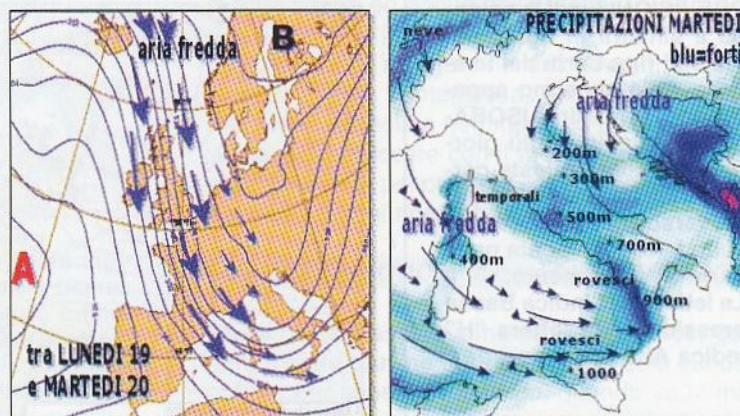 aria fredda
B
A
tra LUNEDI 19
e MARTEDI 20
PRECIPITAZIONI MARTEDI
blu=forti
neve
aria fredda
*200m
*300m
temporali
*500m
aria fredda
*700m
*400m
rovesci
*900m
rovesci
*1000